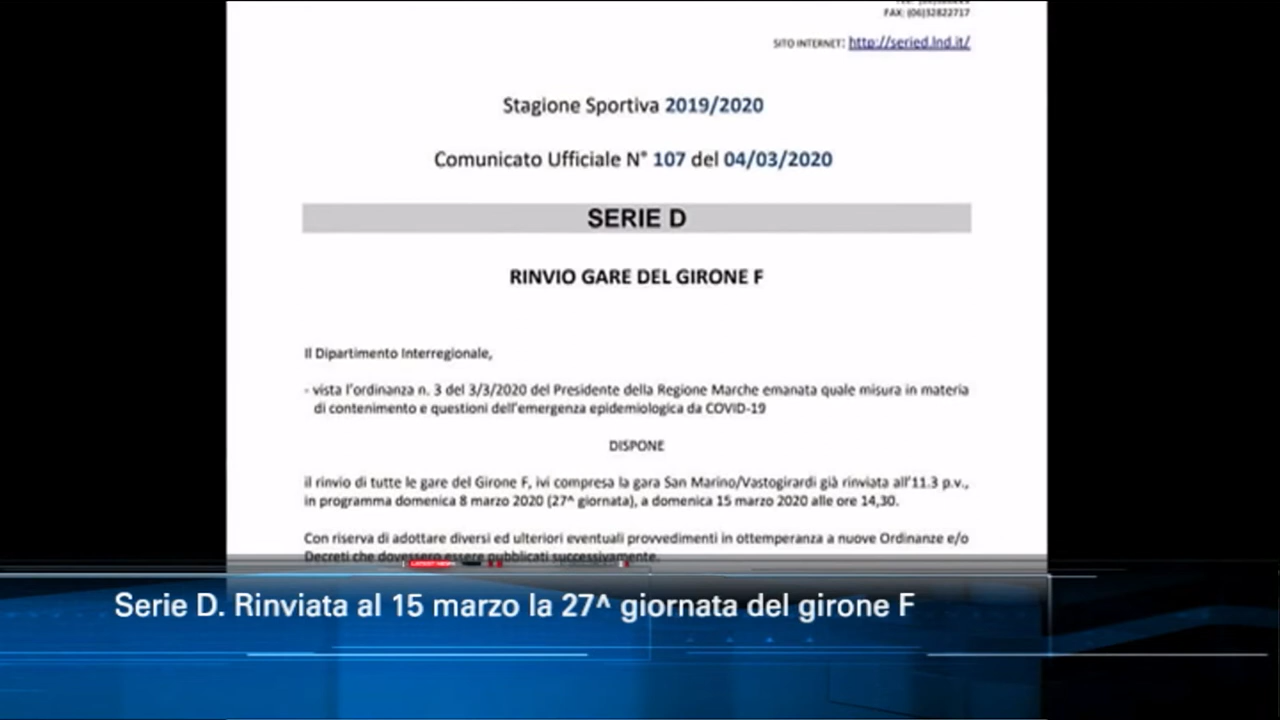 FAX: (06)32822717
SITO INTERNET: http://seried.lnd.it/
Stagione Sportiva 2019/2020
Comunicato Ufficiale N° 107 del 04/03/2020
SERIE D
RINVIO GARE DEL GIRONE F
Il Dipartimento Interregionale,
- vista l'ordinanza n. 3 del 3/3/2020 del Presidente della Regione Marche emanata quale misura in materia
di contenimento e questioni dell'emergenza epidemiologica da COVID-19
DISPONE
il rinvio di tutte le gare del Girone F, ivi compresa la gara San Marino/Vastogirardi già rinviata all'11.3 p.v.,
in programma domenica 8 marzo 2020 (27^ giornata), a domenica 15 marzo 2020 alle ore 14,30.
Con riserva di adottare diversi ed ulteriori eventuali provvedimenti in ottemperanza a nuove Ordinanze e/o
Decreti che dovessero essere pubblicati successivamente.
LATEST NEWS
Serie D. Rinviata al 15 marzo la 27^ giornata del girone F